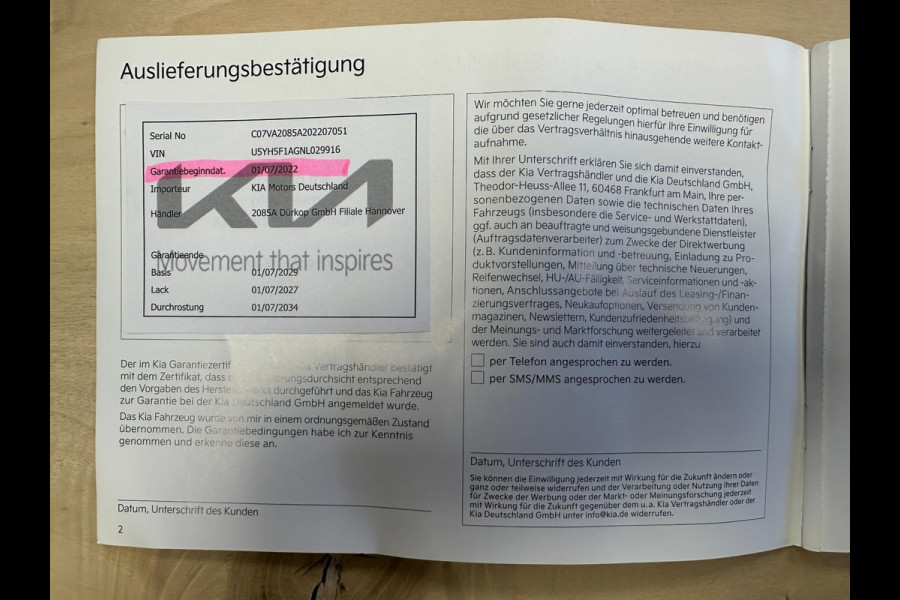 Auslieferungsbestätigung
Serial No C07VA2085A202207051
VIN U5YH5F1AGNL029916
Garantiebeginndat. 01/07/2022
Importeur KIA Motors Deutschland
KIA
Händler 2085A Dürkop GmbH Filiale Hannover
Garantieende
Movement that inspires
Basis 01/07/2029
Lack 01/07/2027
Durchrostung 01/07/2034
Der im Kia Garantiezertif Vertragshändler bestätigt
mit dem Zertifikat, dass entsprechend
den Vorgaben des durchgeführt und das Kia Fahrzeug
zur Garantie bei der Kia Deutschland GmbH angemeldet wurde.
Das Kia Fahrzeug wurde von mir in einem ordnungsgemäßen Zustand
übernommen. Die Garantiebedingungen habe ich zur Kenntnis
genommen und erkenne diese an.
Datum, Unterschrift des Kunden
2
Wir möchten Sie gerne jederzeit optimal betreuen und benötigen
aufgrund gesetzlicher Regelungen hierfür Ihre Einwilligung für
die über das Vertragsverhältnis hinausgehende weitere Kontakt-
aufnahme.
Mit Ihrer Unterschrift erklären Sie sich damit einverstanden,
dass der Kia Vertragshändler und die Kia Deutschland GmbH,
Theodor-Heuss-Allee 11, 60468 Frankfurt am Main, Ihre per-
sonenbezogenen Daten sowie die technischen Daten Ihres
Fahrzeugs (insbesondere die Service- und Werkstattdaten),
ggf. auch an beauftragte und weisungsgebundene Dienstleister
(Auftragsdatenverarbeiter) zum Zwecke der Direktwerbung
(z. B. Kundeninformation und -betreuung, Einladung zu Pro-
duktvorstellungen, Mitteilung über technische Neuerungen,
Reifenwechsel, HU-/AU-Fälligkeit, Serviceinformationen und -ak-
tionen, Anschlussangebote bei Auslauf des Leasing-/Finan-
zierungsvertrages, Neukaufoptionen, Versendung von Kunden-
magazinen, Newslettern, Kundenzufriedenheitsbefragung) und
der Meinungs- und Marktforschung weitergeleitet und verarbeitet
werden. Sie sind auch damit einverstanden, hierzu
per Telefon angesprochen zu werden.
per SMS/MMS angesprochen zu werden.
Datum, Unterschrift des Kunden
Sie können die Einwilligung jederzeit mit Wirkung für die Zukunft ändern oder
ganz oder teilweise widerrufen und der Verarbeitung oder Nutzung Ihrer Daten
für Zwecke der Werbung oder der Markt- oder Meinungsforschung jederzeit
mit Wirkung für die Zukunft gegenüber dem u. a. Kia Vertragshändler oder der
Kia Deutschland GmbH unter info@kia.de widerrufen.